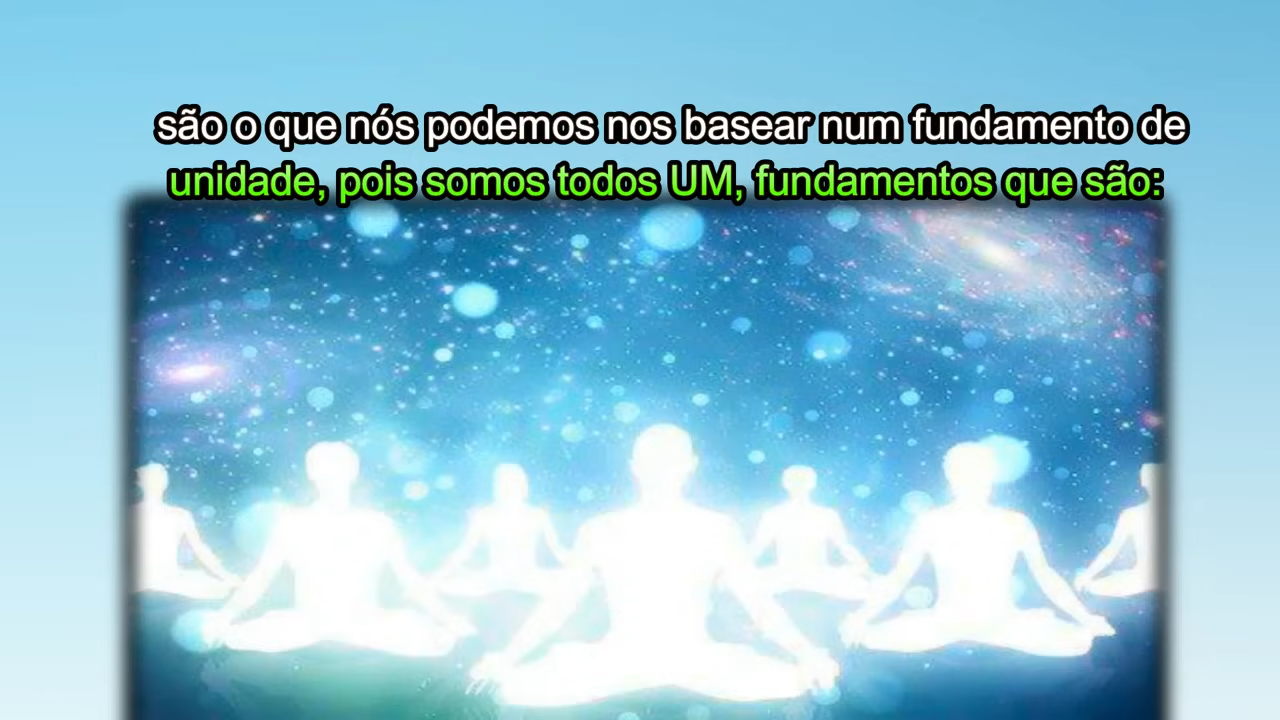 são o que nós podemos nos basear num fundamento de
unidade, pois somos todos UM, fundamentos que são: